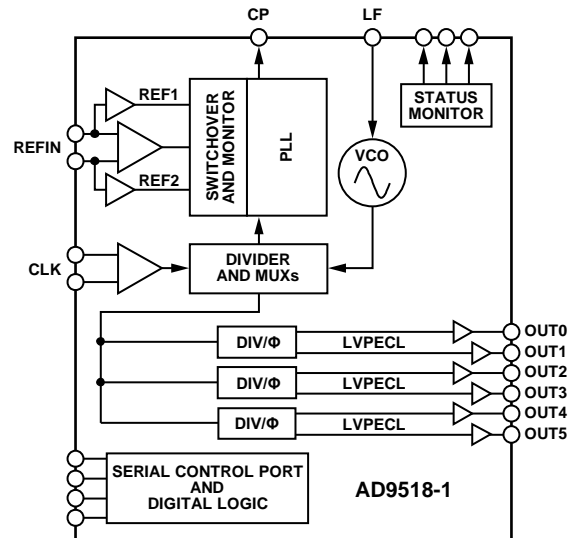 CP
LF
REF1
REFIN
REF2
SWITCHOVER
AND MONITOR
PLL
VCO
STATUS
MONITOR
CLK
DIVIDER
AND MUXs
DIV/Φ
LVPECL
OUT0
OUT1
DIV/Φ
LVPECL
OUT2
OUT3
DIV/Φ
LVPECL
OUT4
OUT5
SERIAL CONTROL PORT
AND
DIGITAL LOGIC
AD9518-1